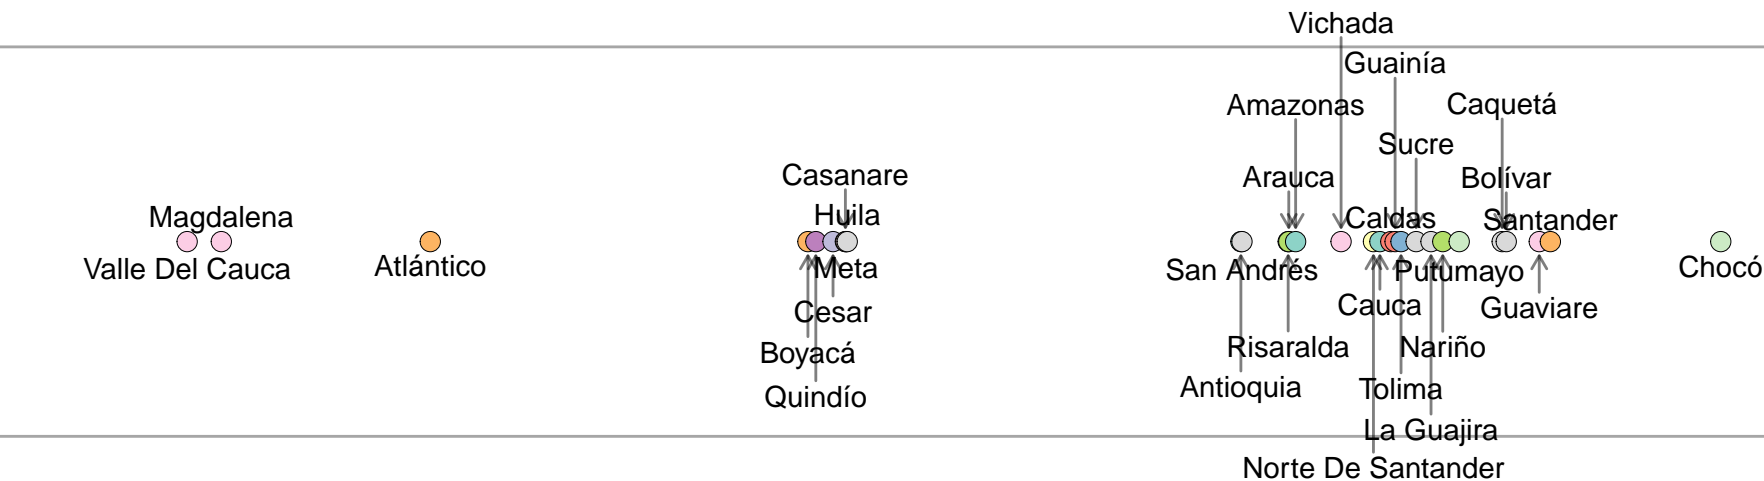 Vichada
Guainía
Amazonas
Caquetá
Sucre
Casanare
Arauca
Bolívar
Magdalena
Huila
Caldas
Santander
Valle Del Cauca
Atlántico
Meta
San Andrés
Putumayo
Chocó
Cesar
Cauca
Guaviare
Boyacá
Risaralda
Nariño
Quindío
Antioquia
Tolima
La Guajira
Norte De Santander